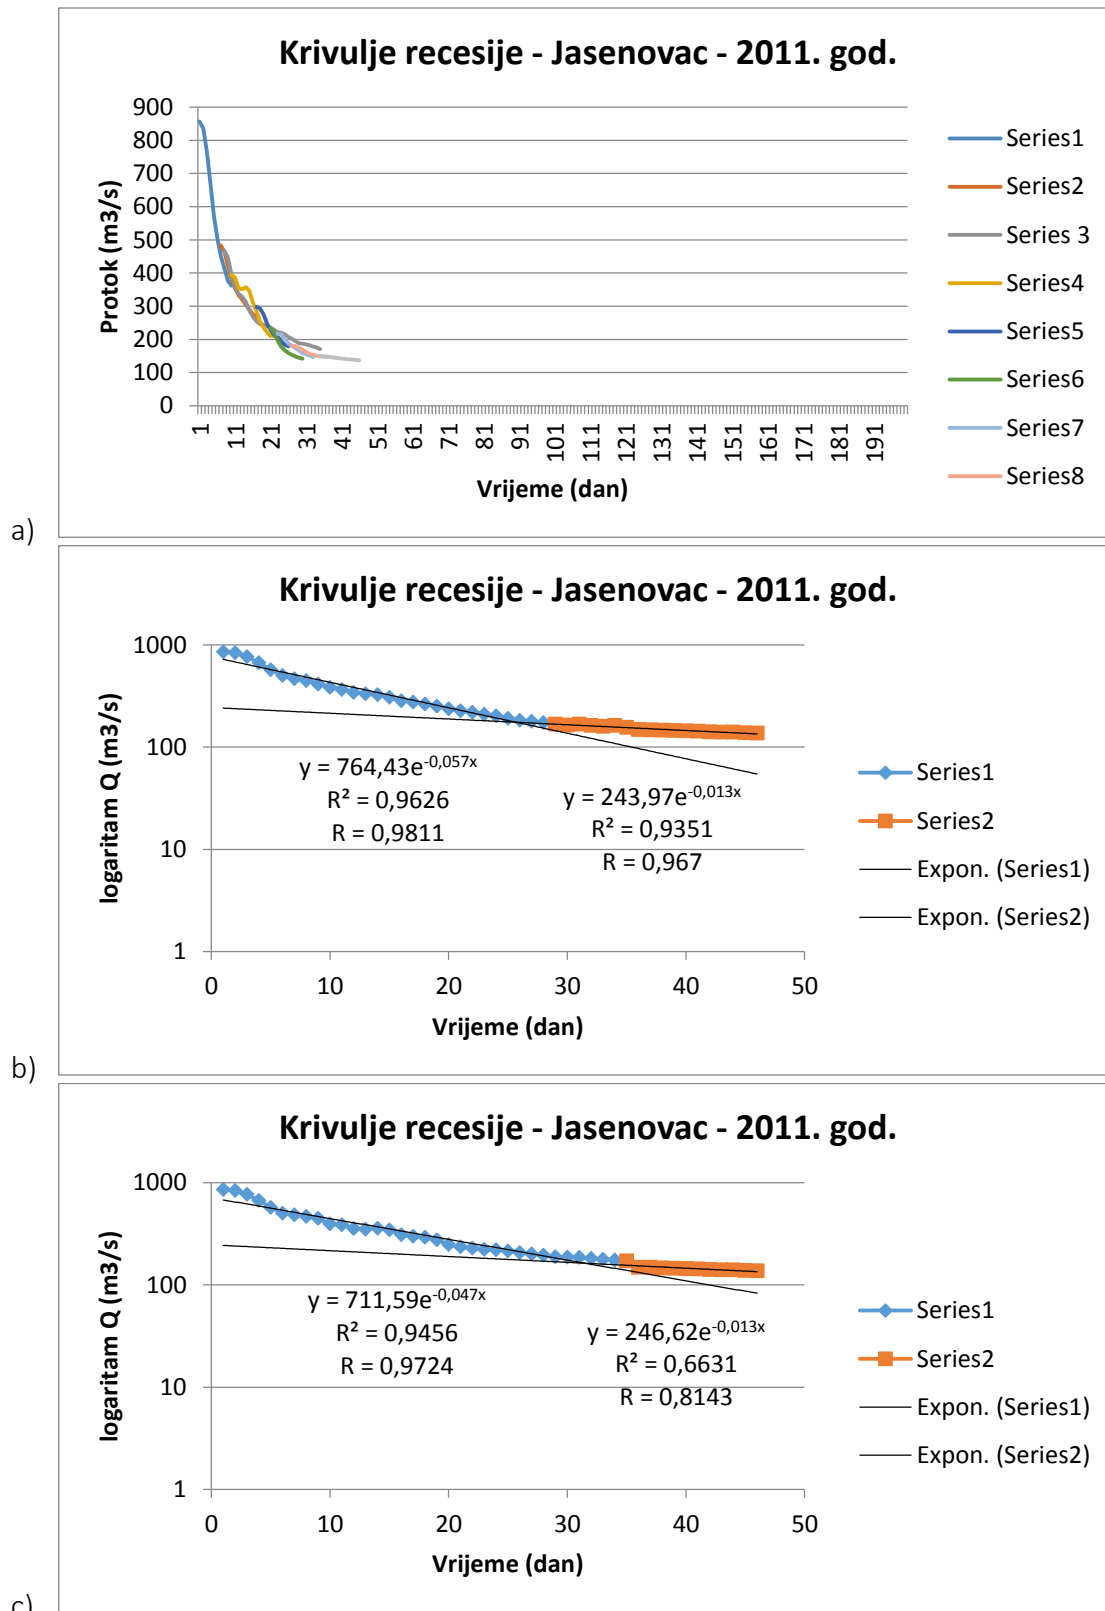 Krivulje recesije - Jasenovac - 2011. god.
900
800
700
600
500
400
300
200
100
0
Protok (m3/s)
1
11
21
31
41
51
61
71
81
91
101
111
121
131
141
151
161
171
181
191
Vrijeme (dan)
Series1
Series2
Series 3
Series4
Series5
Series6
Series7
Series8
a)
Krivulje recesije - Jasenovac - 2011. god.
1000
100
10
1
logaritam Q (m3/s)
y = 764,43e^-0,057x
R² = 0,9626
R = 0,9811
y = 243,97e^-0,013x
R² = 0,9351
R = 0,967
0 10 20 30 40 50
Vrijeme (dan)
Series1
Series2
Expon. (Series1)
Expon. (Series2)
b)
Krivulje recesije - Jasenovac - 2011. god.
1000
100
10
1
logaritam Q (m3/s)
y = 711,59e^-0,047x
R² = 0,9456
R = 0,9724
y = 246,62e^-0,013x
R² = 0,6631
R = 0,8143
0 10 20 30 40 50
Vrijeme (dan)
Series1
Series2
Expon. (Series1)
Expon. (Series2)
c)